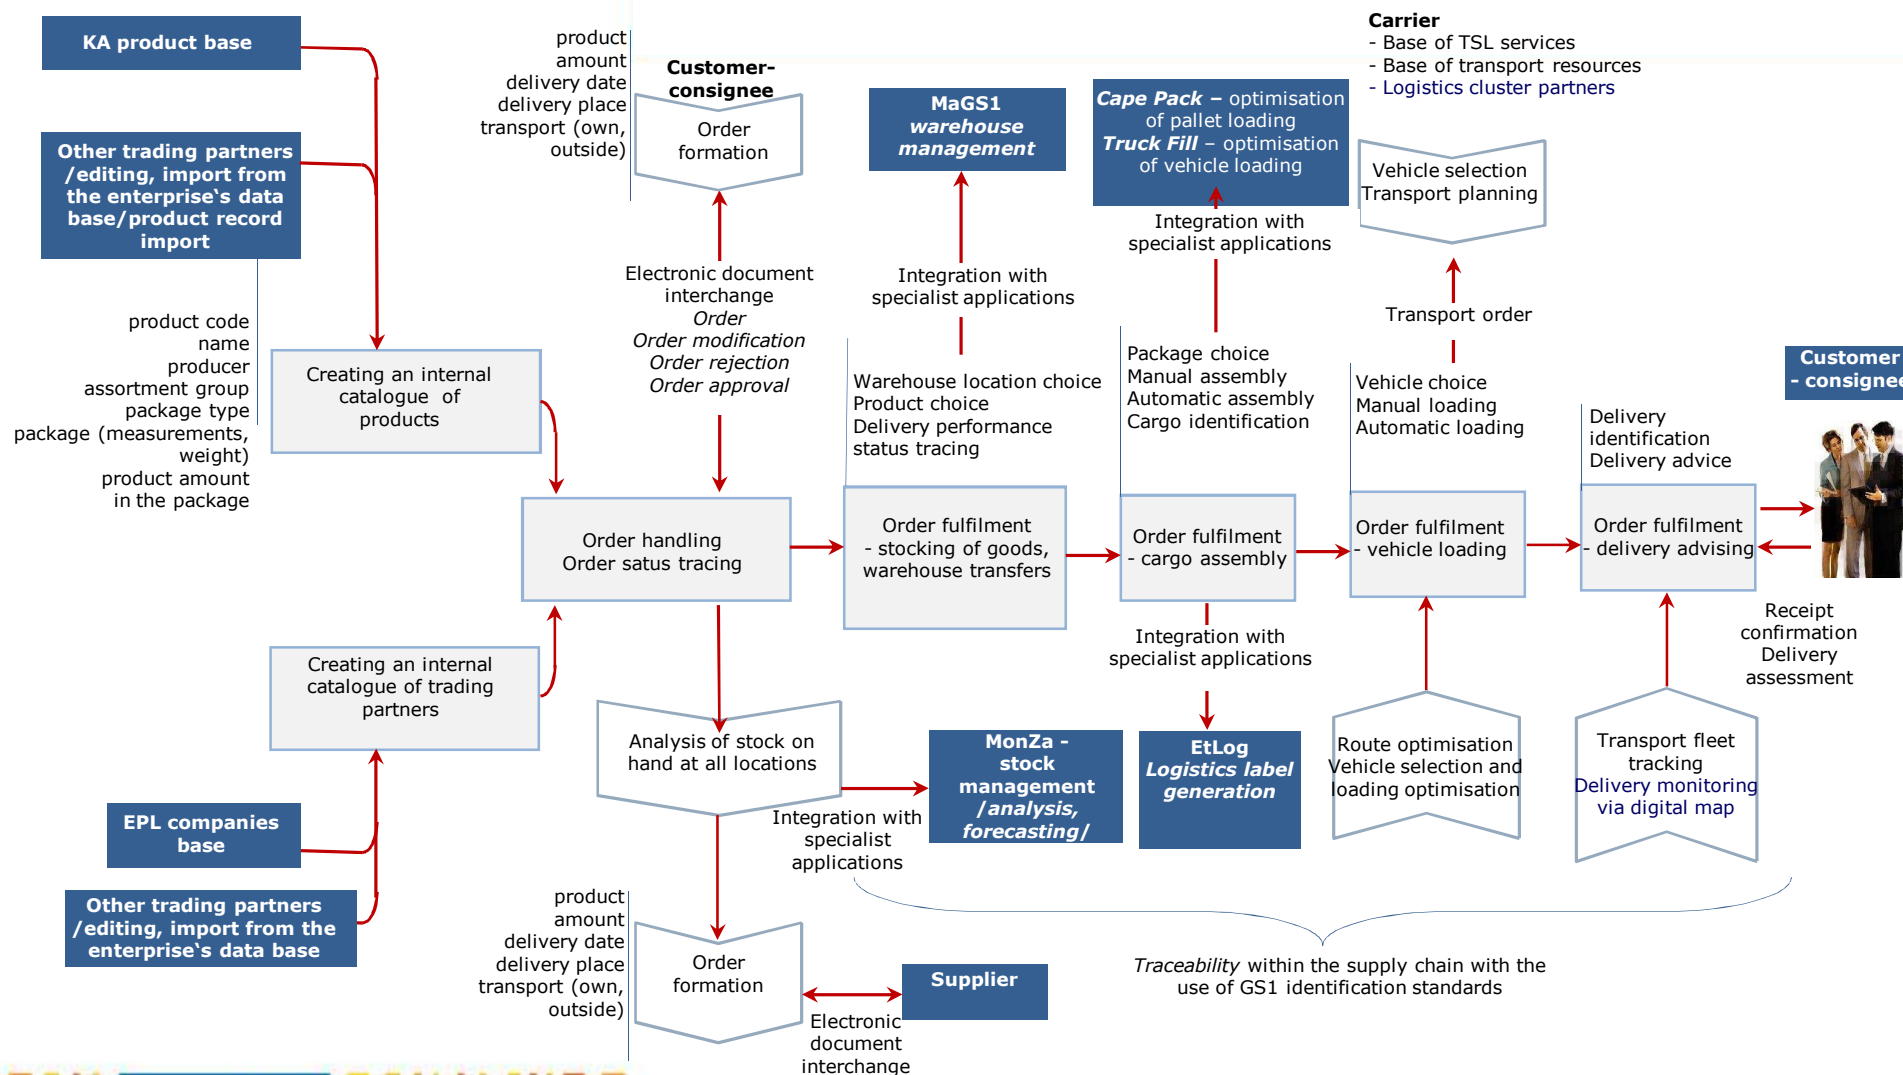 KA product base
Other trading partners
/editing, import from
the enterprise‘s data
base/product record
import
product code
name
producer
assortment group
package type
package (measurements,
weight)
product amount
in the package
Creating an internal
catalogue of
products
Creating an internal
catalogue of trading
partners
EPL companies
base
Other trading partners
/editing, import from the
enterprise‘s data base
product
amount
delivery date
delivery place
transport (own,
outside)
Customer–
consignee
Order
formation
Electronic document
interchange
Order
Order modification
Order rejection
Order approval
Order handling
Order satus tracing
Analysis of stock on
hand at all locations
Integration with
specialist
applications
MonZa –
stock
management
/analysis,
forecasting/
product
amount
delivery date
delivery place
transport (own,
outside)
Order
formation
Supplier
Electronic
document
interchange
MaGS1
warehouse
management
Integration with
specialist applications
Warehouse location choice
Product choice
Delivery performance
status tracing
Order fulfilment
- stocking of goods,
warehouse transfers
Cape Pack – optimisation
of pallet loading
Truck Fill – optimisation
of vehicle loading
Integration with
specialist applications
Package choice
Manual assembly
Automatic assembly
Cargo identification
Order fulfilment
- cargo assembly
Integration with
specialist applications
EtLog
Logistics label
generation
Carrier
- Base of TSL services
- Base of transport resources
- Logistics cluster partners
Vehicle selection
Transport planning
Transport order
Vehicle choice
Manual loading
Automatic loading
Order fulfilment
- vehicle loading
Route optimisation
Vehicle selection and
loading optimisation
Delivery
identification
Delivery advice
Order fulfilment
- delivery advising
Transport fleet
tracking
Delivery monitoring
via digital map
Customer
– consignee
Receipt
confirmation
Delivery
assessment
Traceability within the supply chain with the
use of GS1 identification standards